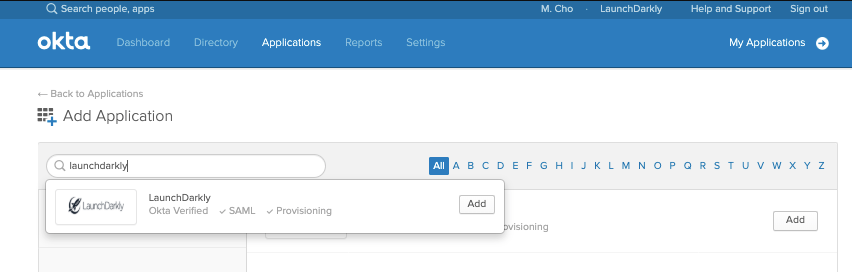 Search people, apps
M. Cho · LaunchDarkly Help and Support Sign out
okta Dashboard Directory Applications Reports Settings My Applications
← Back to Applications
Add Application
launchdarkly
All A B C D E F G H I J K L M N O P Q R S T U V W X Y Z
LaunchDarkly
LaunchDarkly
Okta Verified ✓ SAML ✓ Provisioning
Add
ovisioning
Add